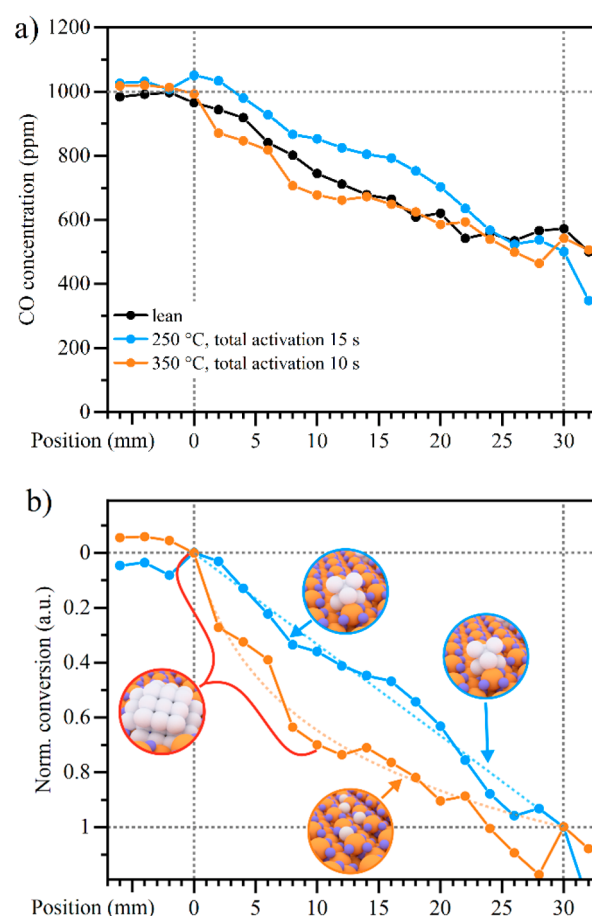 a)
1200
1000
800
600
400
200
0
CO concentration (ppm)
lean
250 °C, total activation 15 s
350 °C, total activation 10 s
Position (mm) 0 5 10 15 20 25 30
b)
0
0.2
0.4
0.6
0.8
1
Norm. conversion (a.u.)
Position (mm) 0 5 10 15 20 25 30